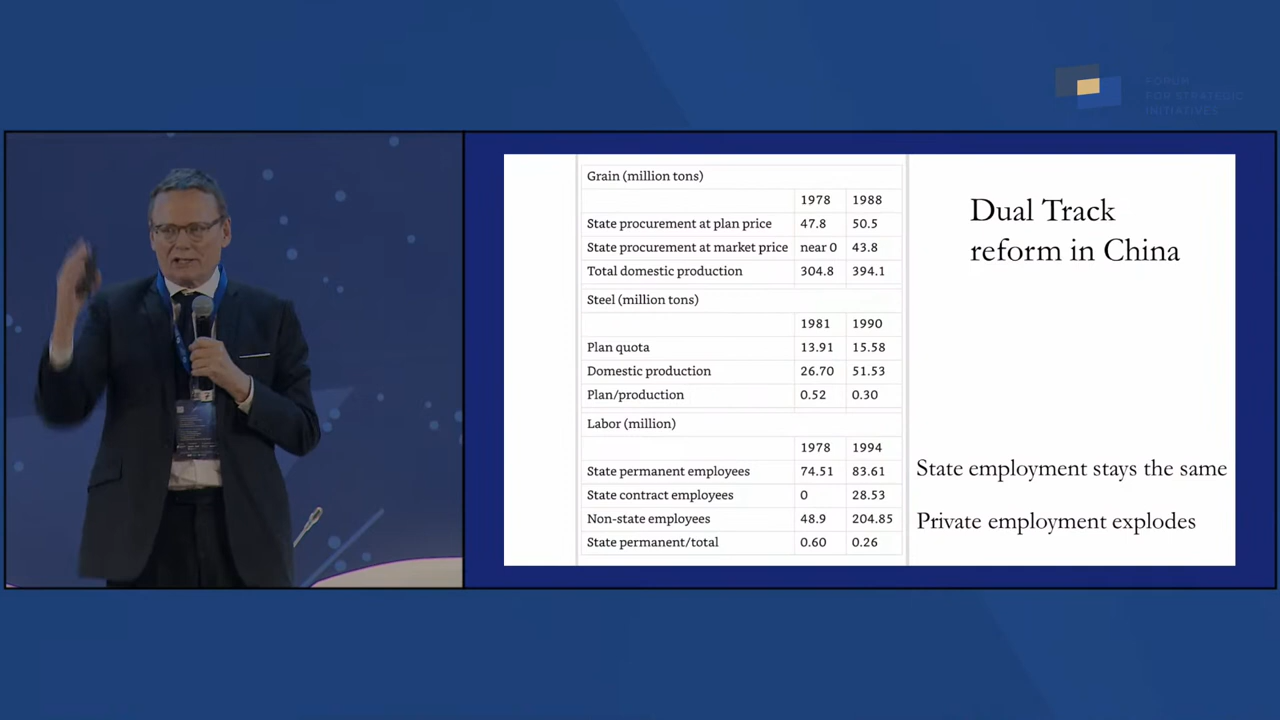 FORUM
FOR STRATEGIC
INITIATIVES
Grain (million tons)
1978 1988
State procurement at plan price 47.8 50.5
State procurement at market price near 0 43.8
Total domestic production 304.8 394.1
Steel (million tons)
1981 1990
Plan quota 13.91 15.58
Domestic production 26.70 51.53
Plan/production 0.52 0.30
Labor (million)
1978 1994
State permanent employees 74.51 83.61
State contract employees 0 28.53
Non-state employees 48.9 204.85
State permanent/total 0.60 0.26
Dual Track
reform in China
State employment stays the same
Private employment explodes